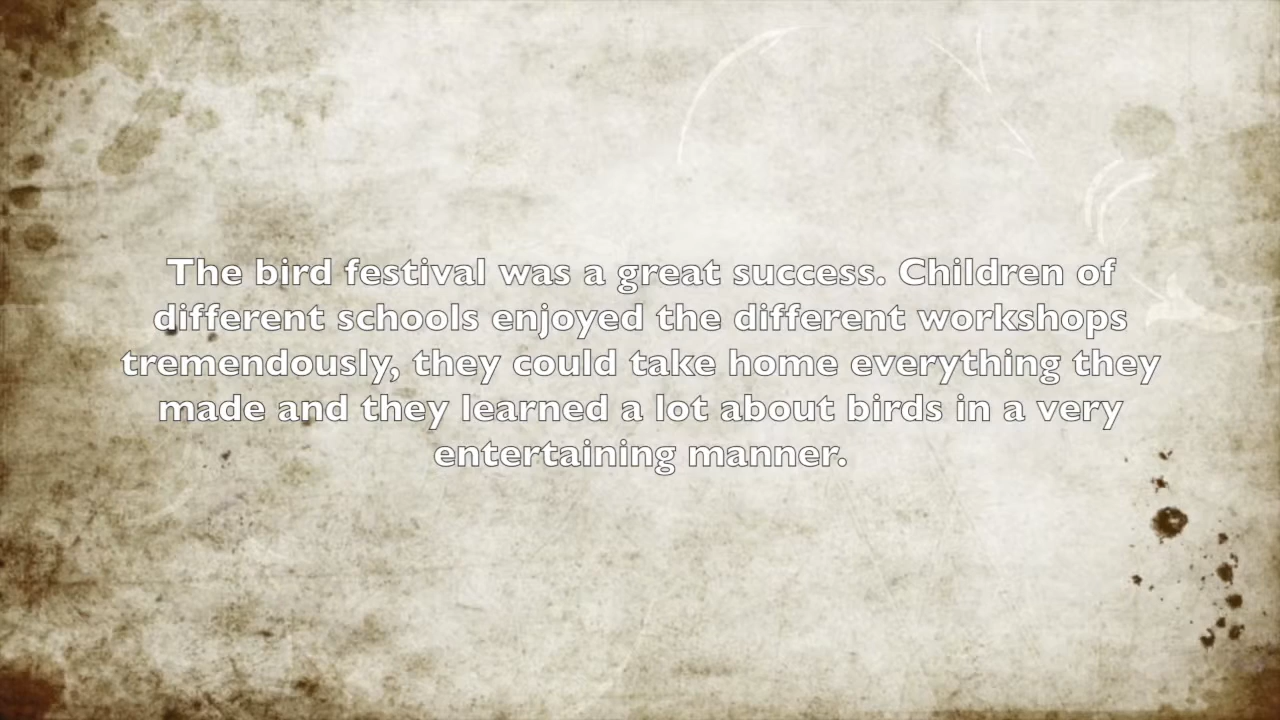 The bird festival was a great success. Children of
different schools enjoyed the different workshops
tremendously, they could take home everything they
made and they learned a lot about birds in a very
entertaining manner.